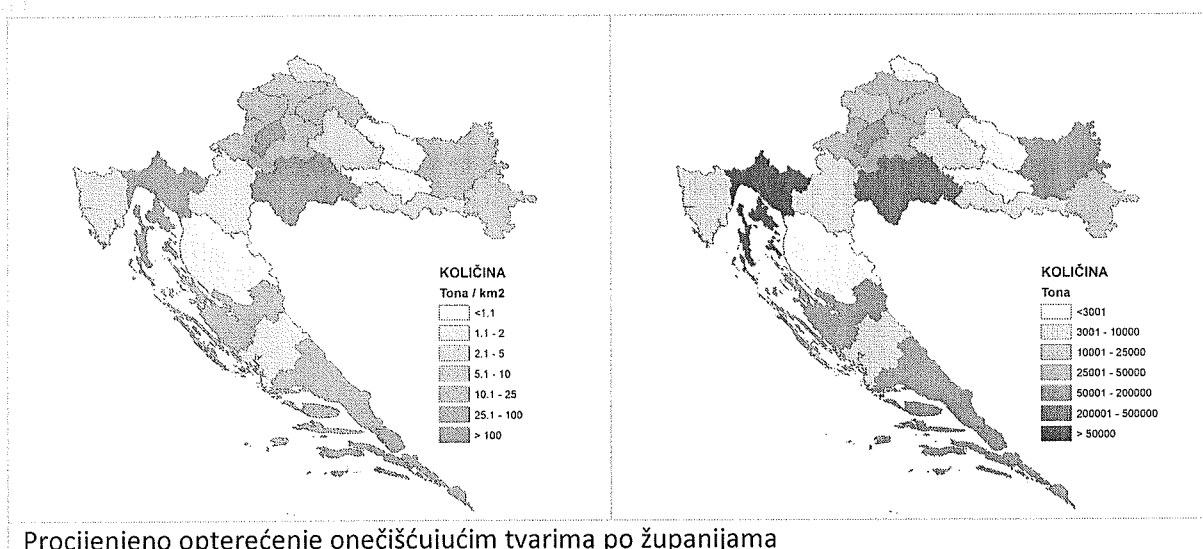 KOLIČINA
Tona / km2
<1.1
1.1 - 2
2.1 - 5
5.1 - 10
10.1 - 25
25.1 - 100
> 100
KOLIČINA
Tona
<3001
3001 - 10000
10001 - 25000
25001 - 50000
50001 - 200000
200001 - 500000
> 50000
Procijenjeno opterećenje onečišćujućim tvarima po županijama